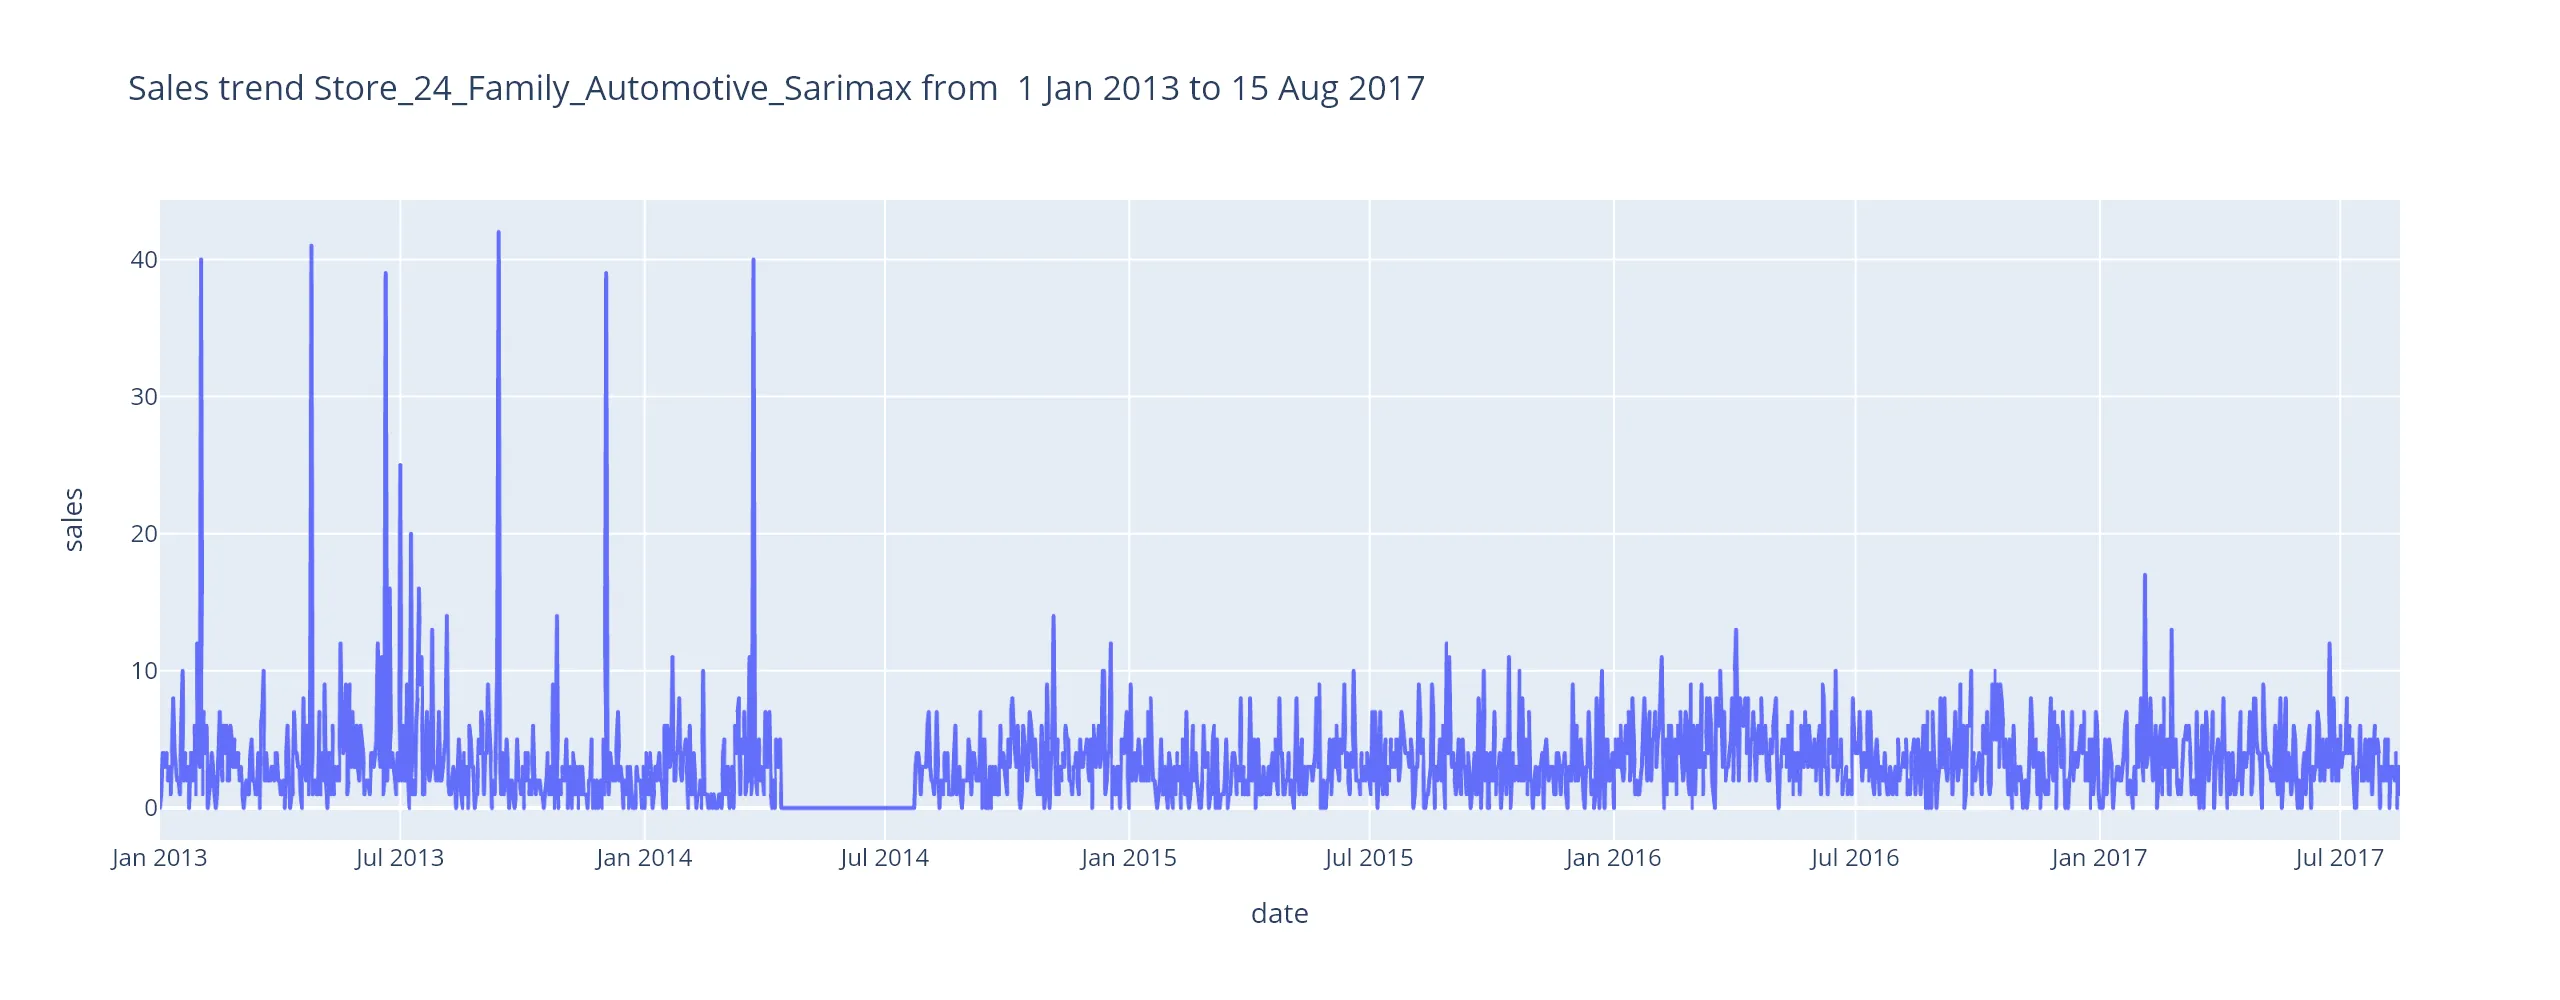 Sales trend Store_24_Family_Automotive_Sarimax from  1 Jan 2013 to 15 Aug 2017
40
30
20
10
0
sales
Jan 2013 Jul 2013 Jan 2014 Jul 2014 Jan 2015 Jul 2015 Jan 2016 Jul 2016 Jan 2017 Jul 2017
date